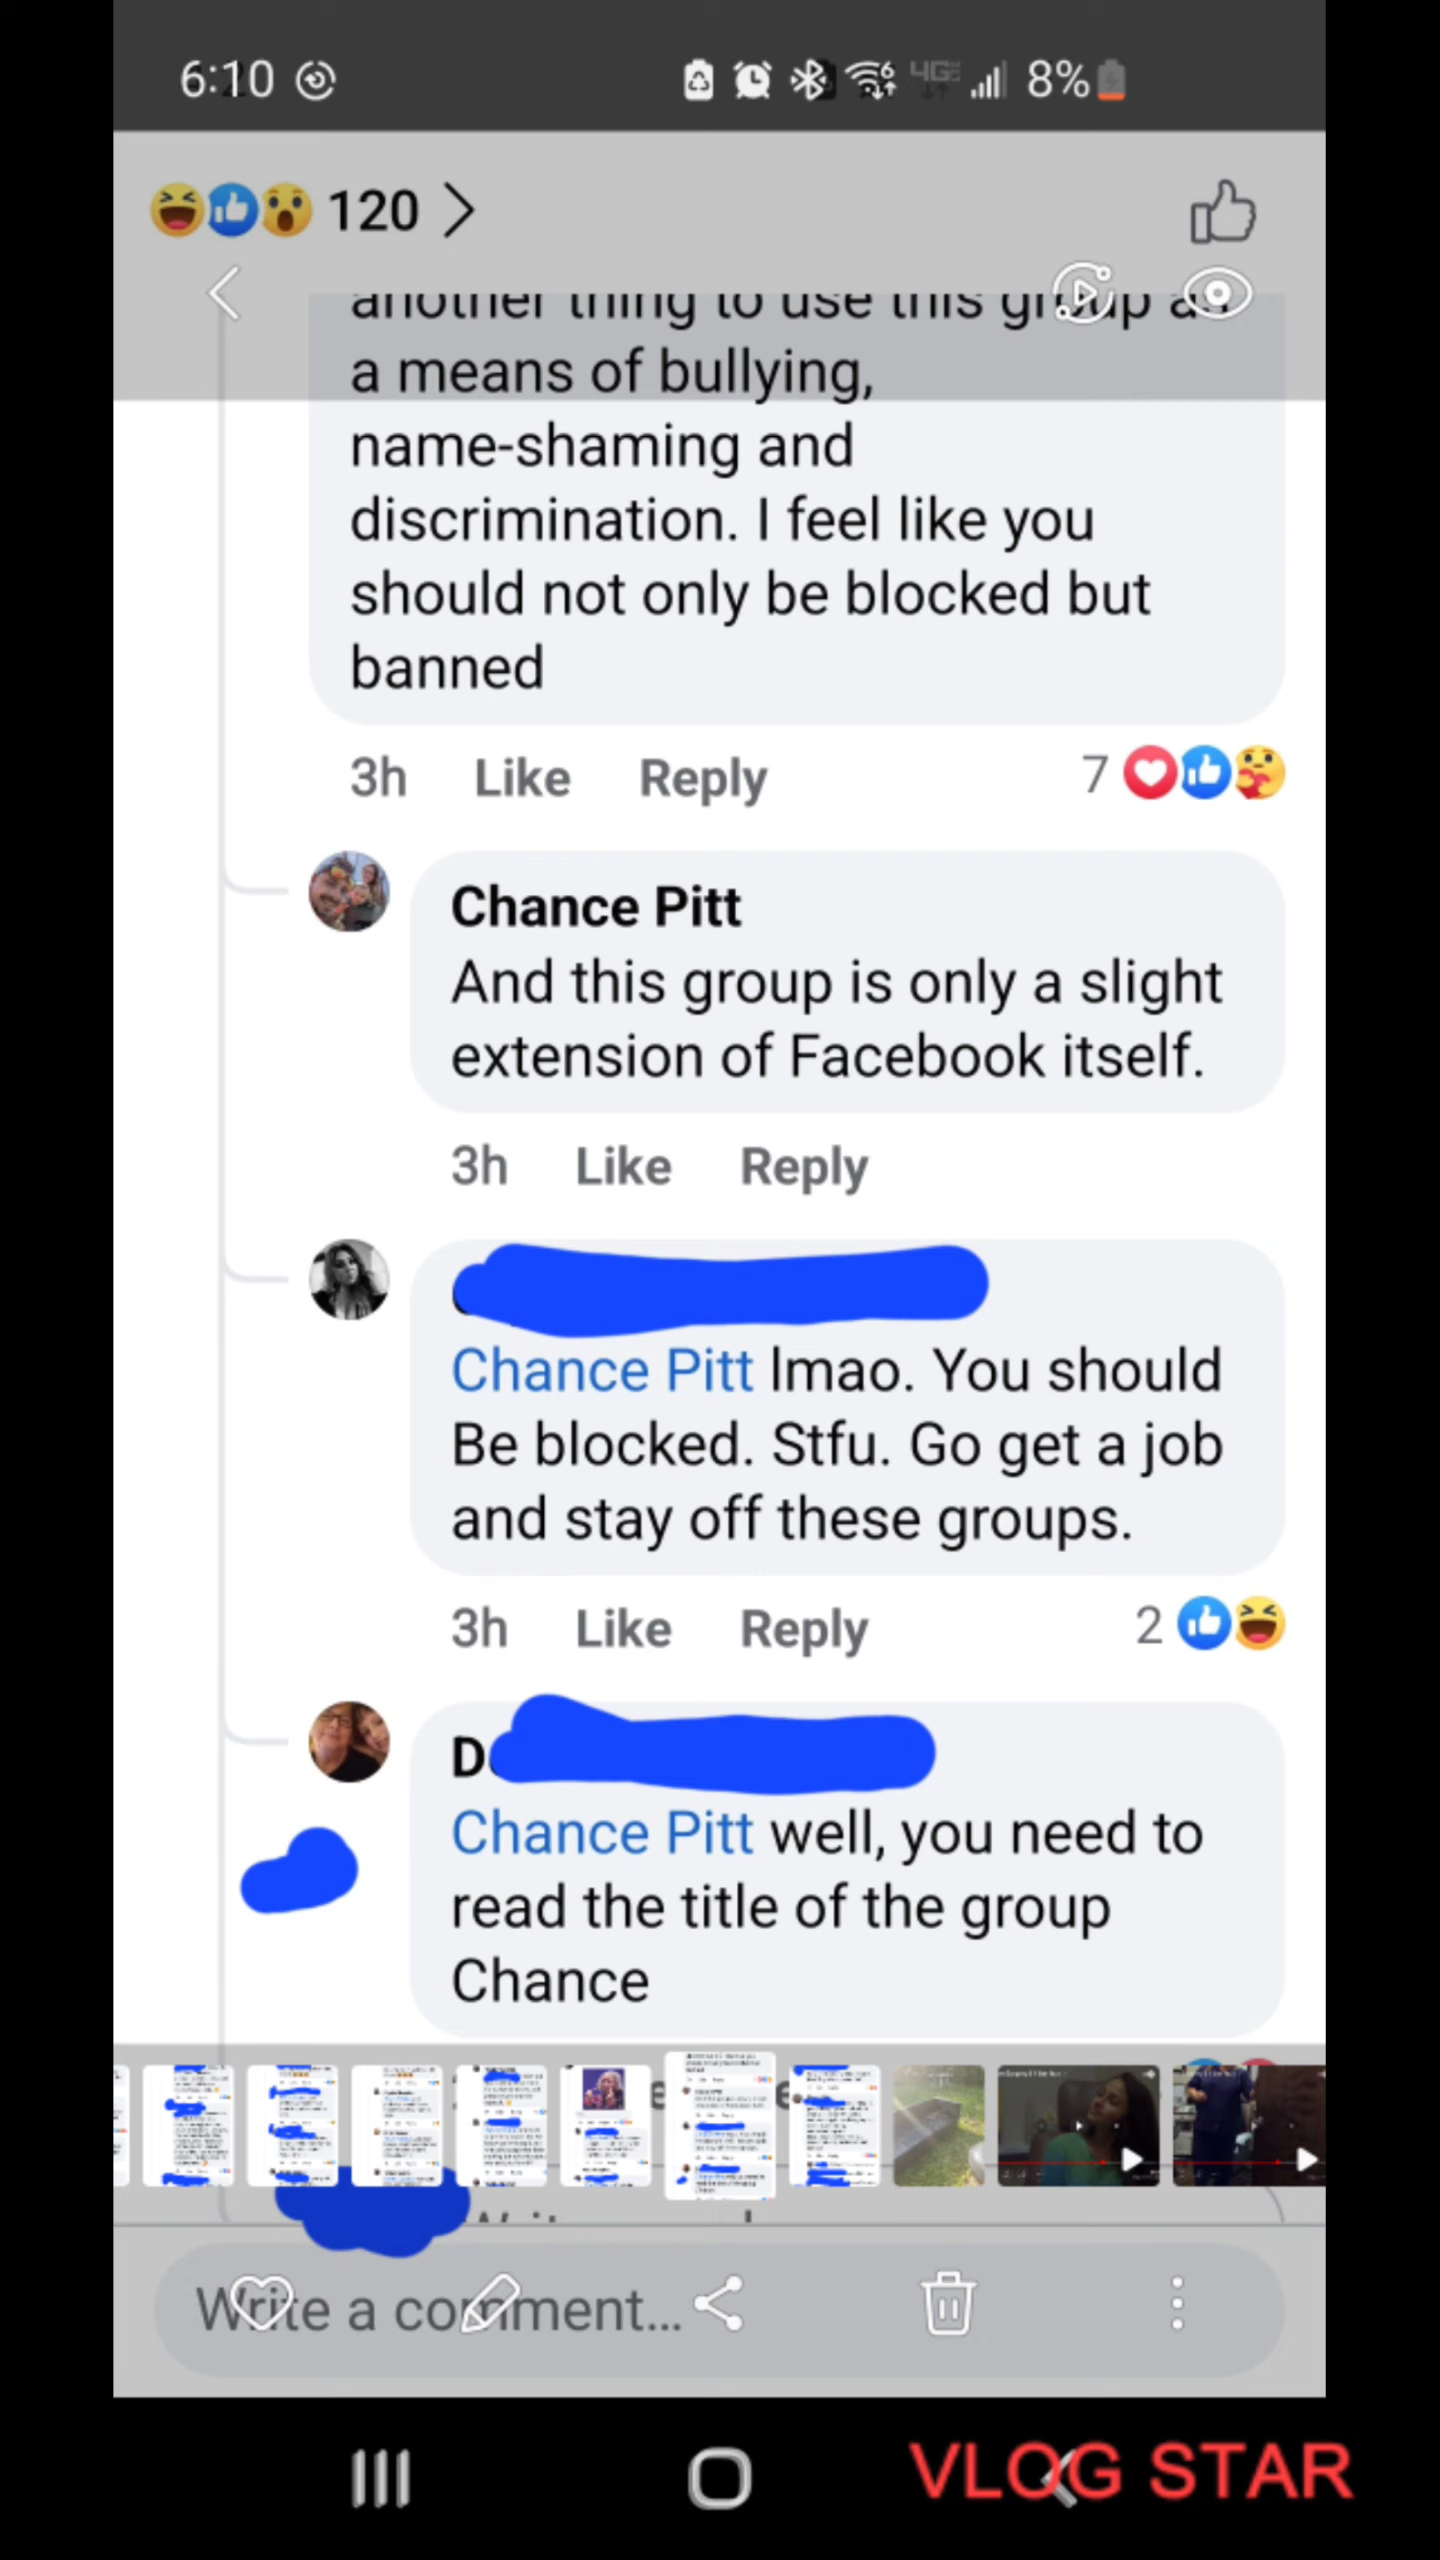 6:10
8%
120
another thing to use this group as
a means of bullying,
name-shaming and
discrimination. I feel like you
should not only be blocked but
banned
3h Like Reply 7
Chance Pitt
And this group is only a slight
extension of Facebook itself.
3h Like Reply
Chance Pitt lmao. You should
Be blocked. Stfu. Go get a job
and stay off these groups.
3h Like Reply 2
D
Chance Pitt well, you need to
read the title of the group
Chance
Write a comment...
VLOG STAR